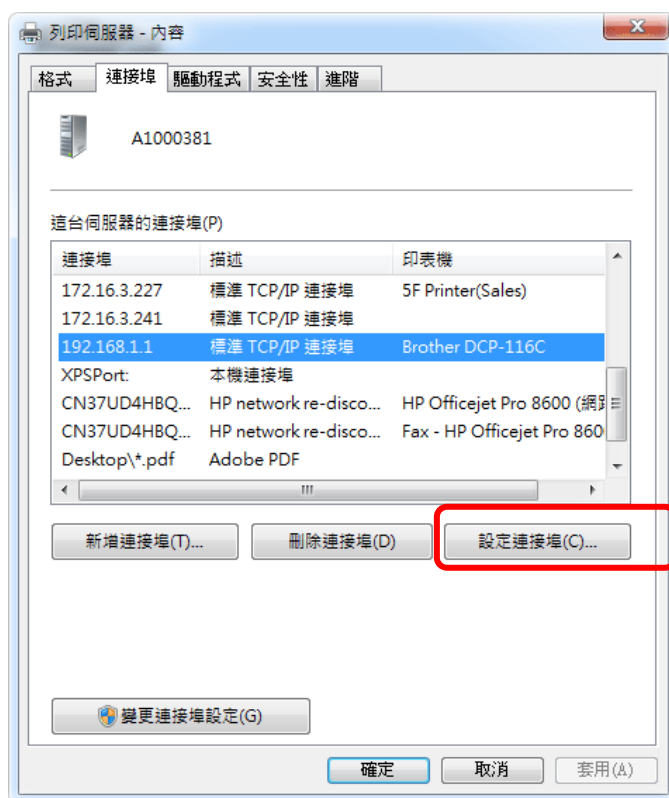 列印伺服器 - 內容
格式 連接埠 驅動程式 安全性 進階
A1000381
這台伺服器的連接埠(P)
連接埠 描述 印表機
172.16.3.227 標準 TCP/IP 連接埠 5F Printer(Sales)
172.16.3.241 標準 TCP/IP 連接埠
192.168.1.1 標準 TCP/IP 連接埠 Brother DCP-116C
XPSPort: 本機連接埠
CN37UD4HBQ... HP network re-disco... HP Officejet Pro 8600 (網路
CN37UD4HBQ... HP network re-disco... Fax - HP Officejet Pro 860
Desktop\*.pdf Adobe PDF
新增連接埠(T)... 刪除連接埠(D) 設定連接埠(C)...
變更連接埠設定(G)
確定 取消 套用(A)